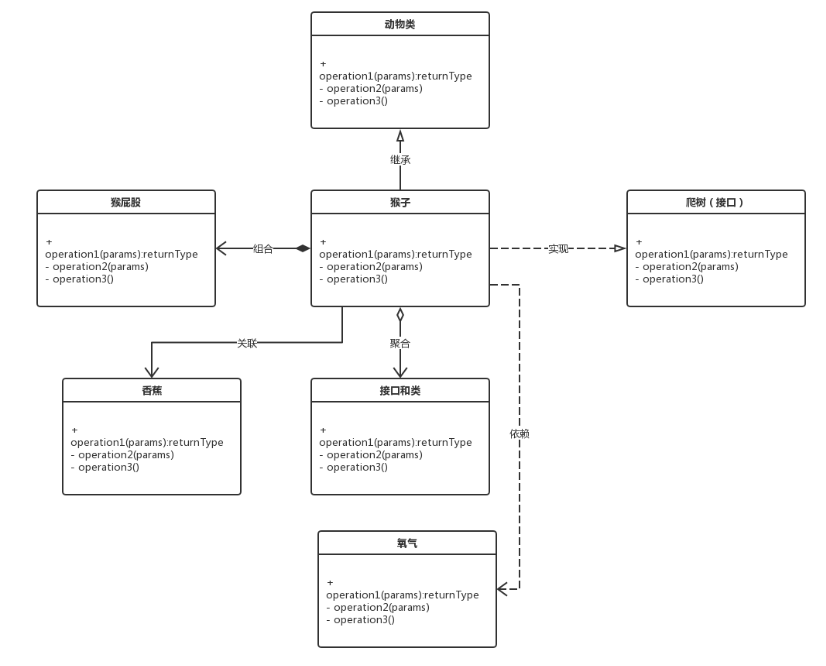 动物类
+
operation1(params):returnType
- operation2(params)
- operation3()
继承
猴屁股
+
operation1(params):returnType
- operation2(params)
- operation3()
组合
猴子
+
operation1(params):returnType
- operation2(params)
- operation3()
实现
爬树（接口）
+
operation1(params):returnType
- operation2(params)
- operation3()
关联
聚合
香蕉
+
operation1(params):returnType
- operation2(params)
- operation3()
接口和类
+
operation1(params):returnType
- operation2(params)
- operation3()
依赖
氧气
+
operation1(params):returnType
- operation2(params)
- operation3()